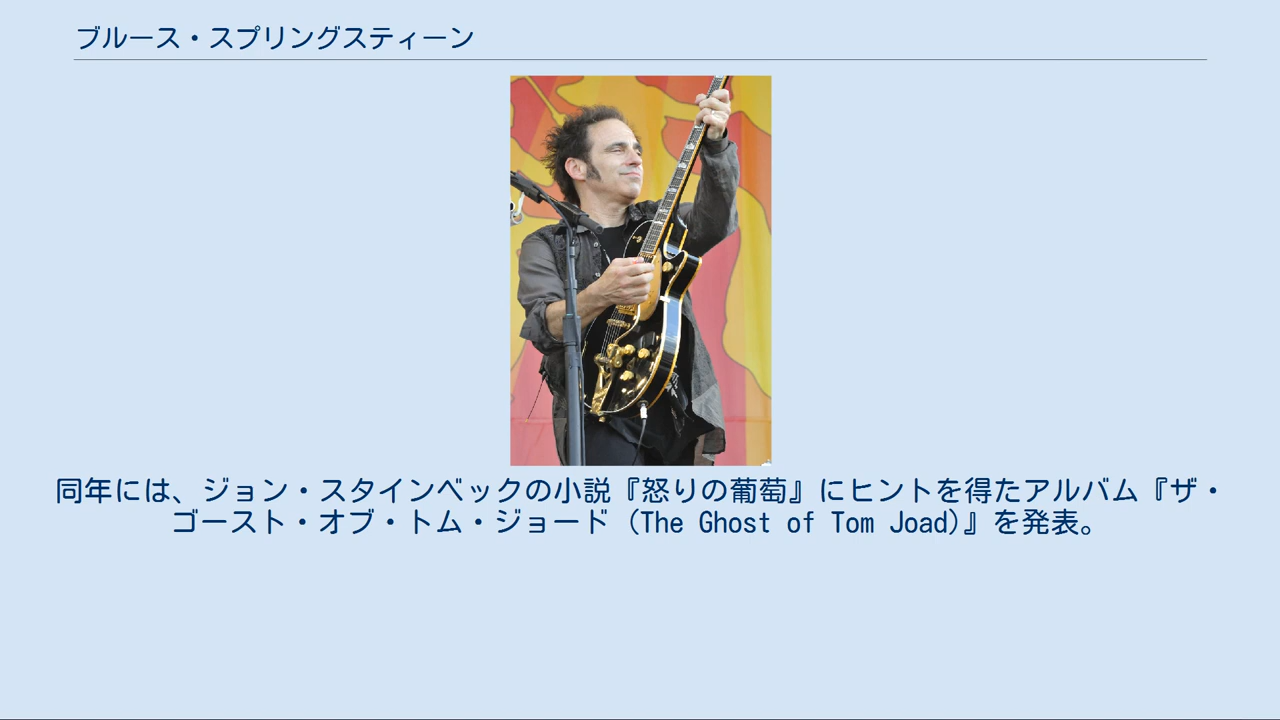 ブルース・スプリングスティーン
同年には、ジョン・スタインベックの小説『怒りの葡萄』にヒントを得たアルバム『ザ・
ゴースト・オブ・トム・ジョード (The Ghost of Tom Joad)』を発表。